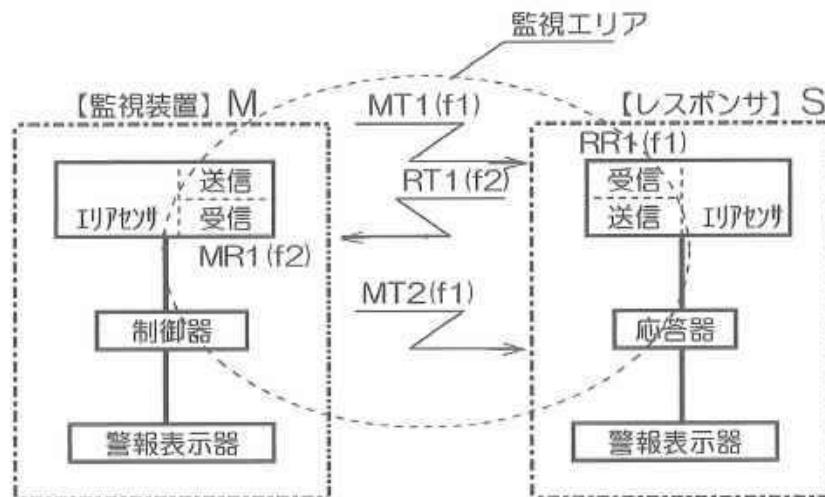 監視エリア
【監視装置】M
MT1(f1)
【レスポンサ】S
RR1(f1)
送信
受信
エリアセンサ
RT1(f2)
受信
送信
エリアセンサ
MR1(f2)
MT2(f1)
制御器
応答器
警報表示器
警報表示器